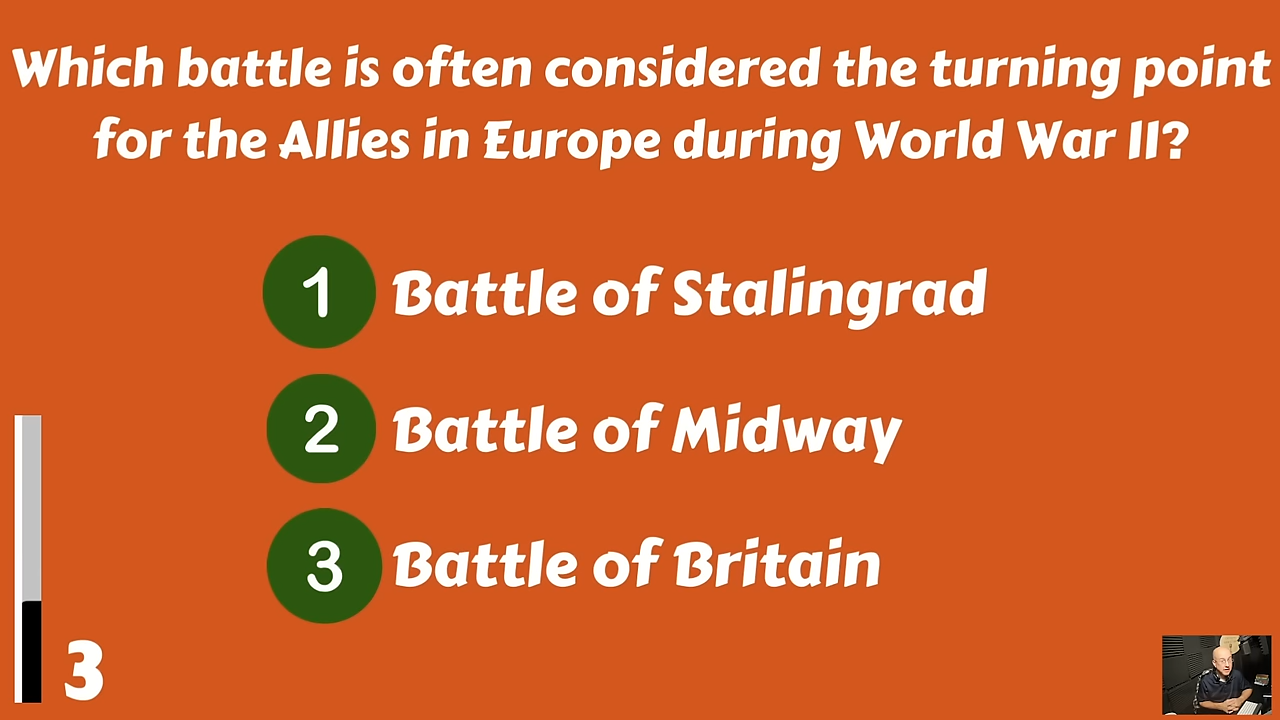 Which battle is often considered the turning point
for the Allies in Europe during World War II?
1 Battle of Stalingrad
2 Battle of Midway
3 Battle of Britain
3